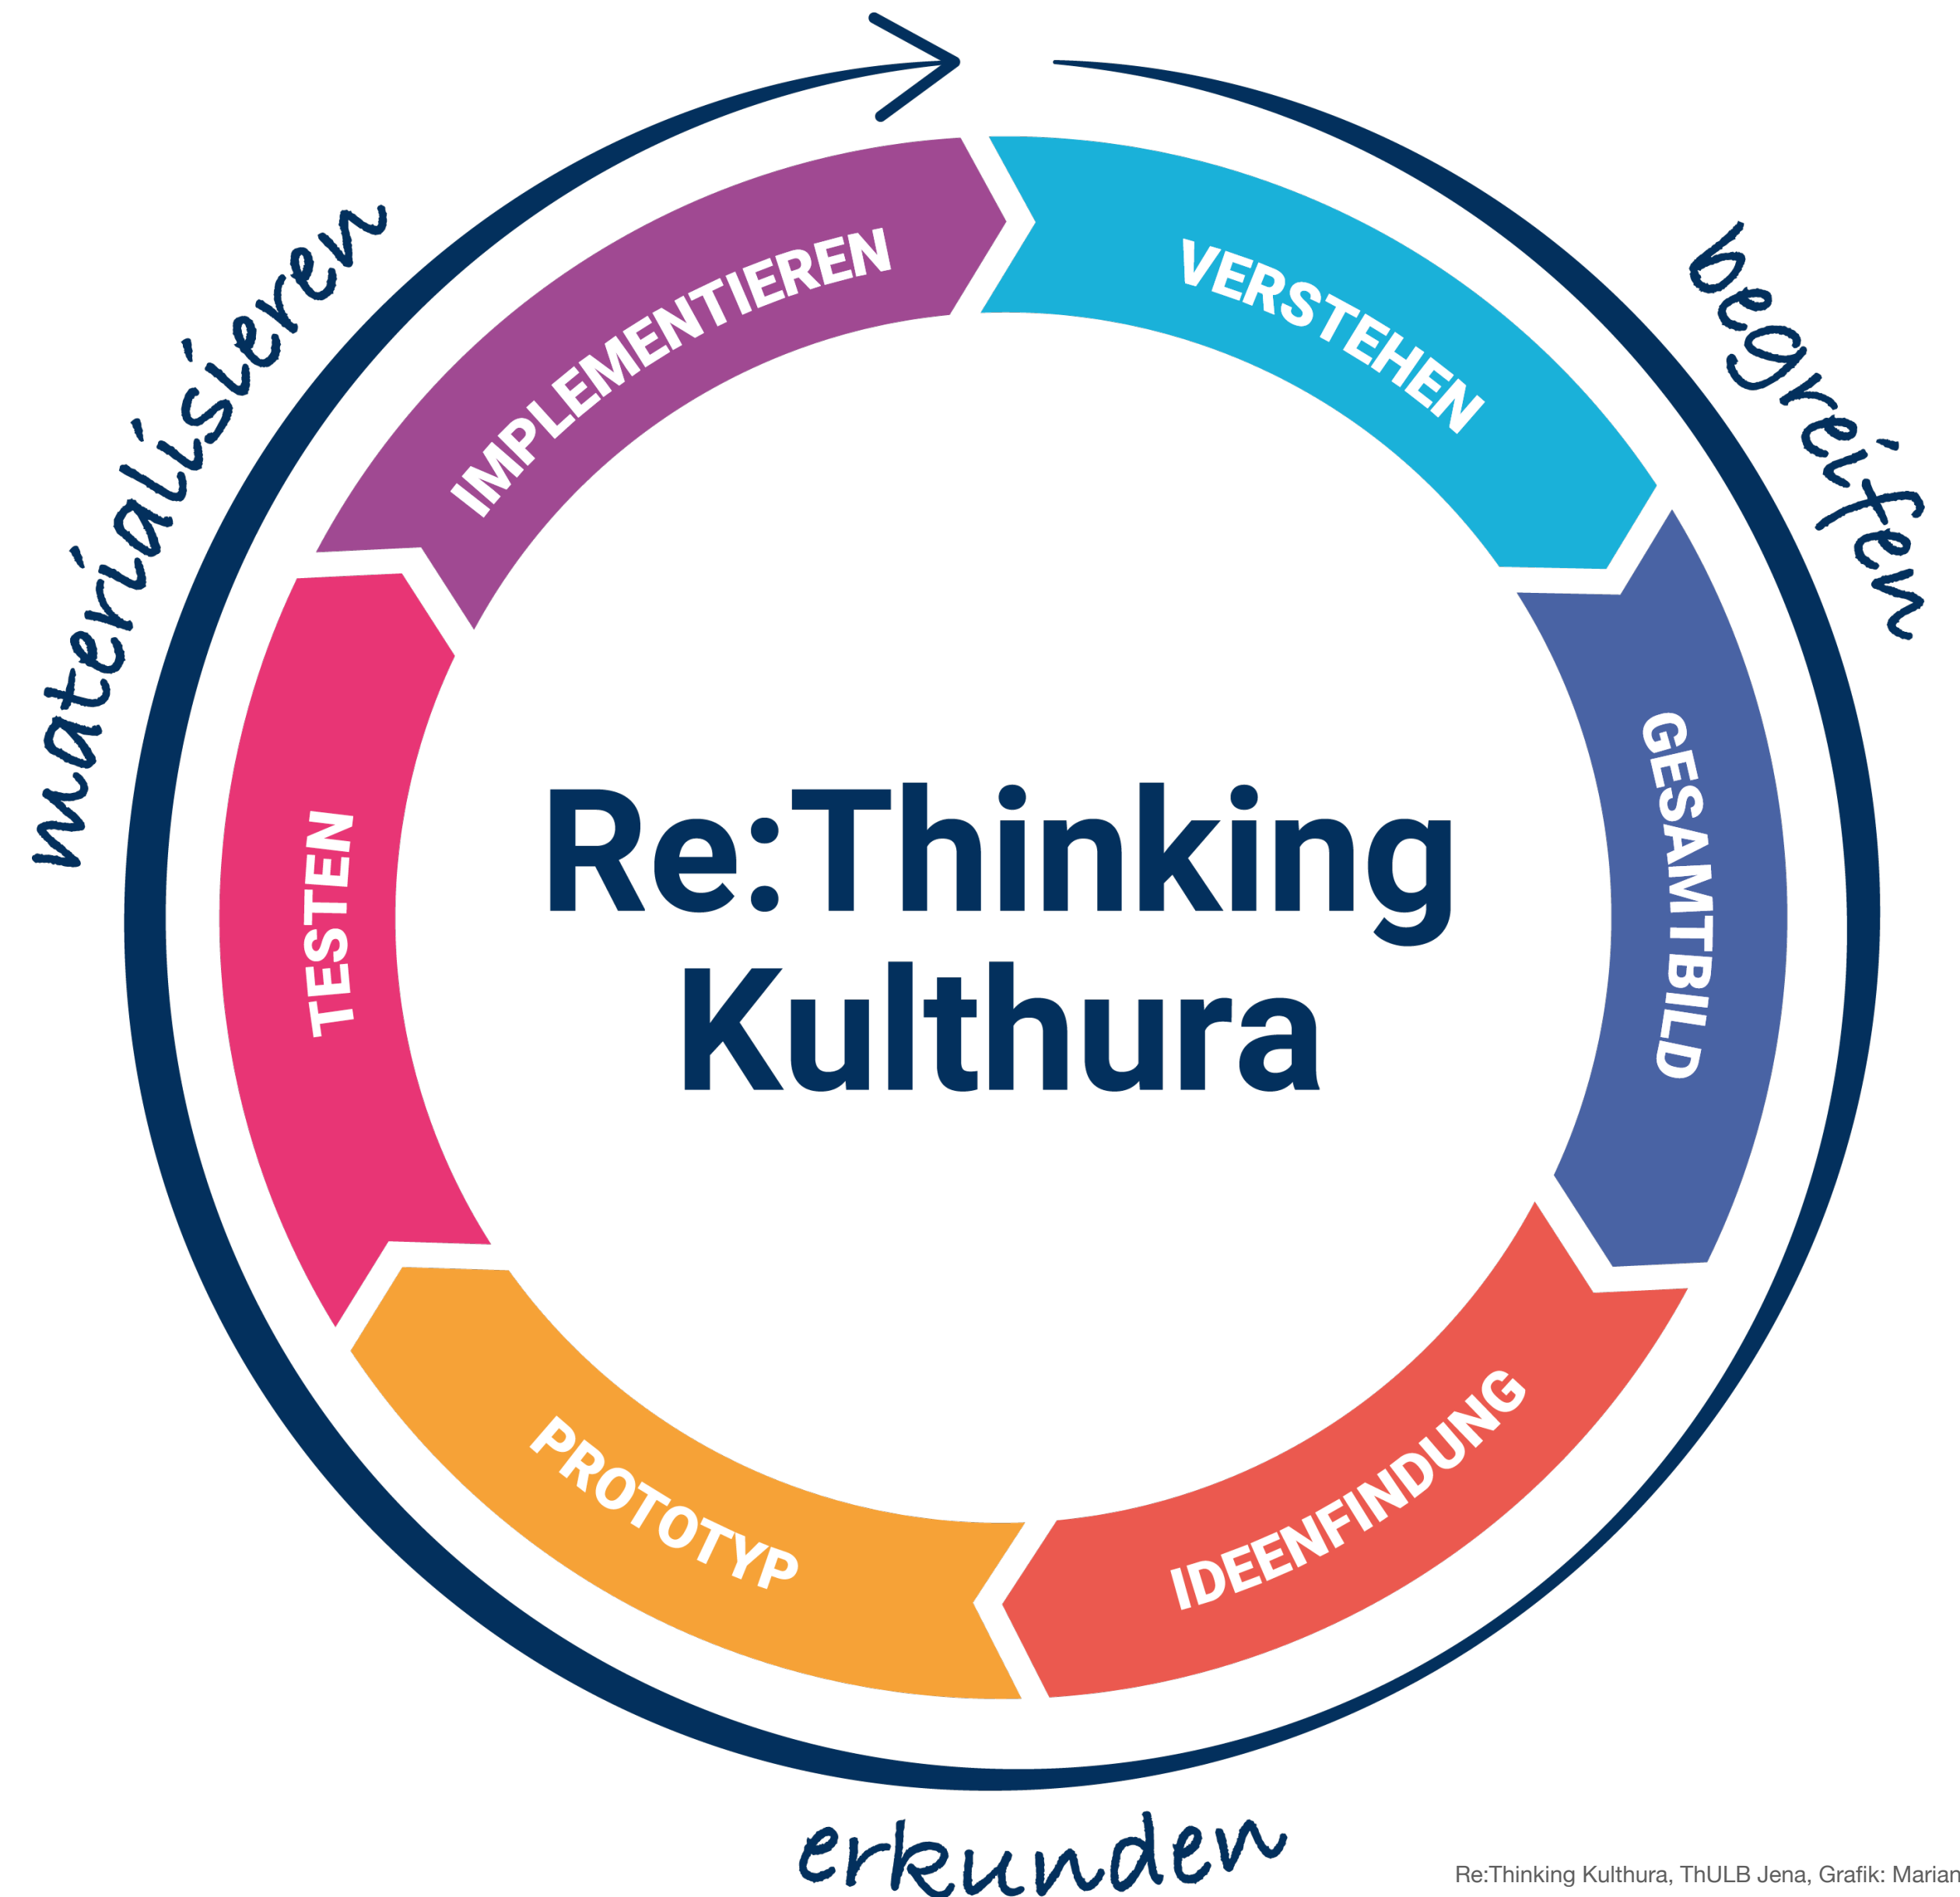 Re:Thinking
Kulthura
VERSTEHEN
GESAMTBILD
IDEENFINDUNG
PROTOTYP
TESTEN
IMPLEMENTIEREN
begreifen
erkunden
materialisieren
Re:Thinking Kulthura, ThULB Jena, Grafik: Marian